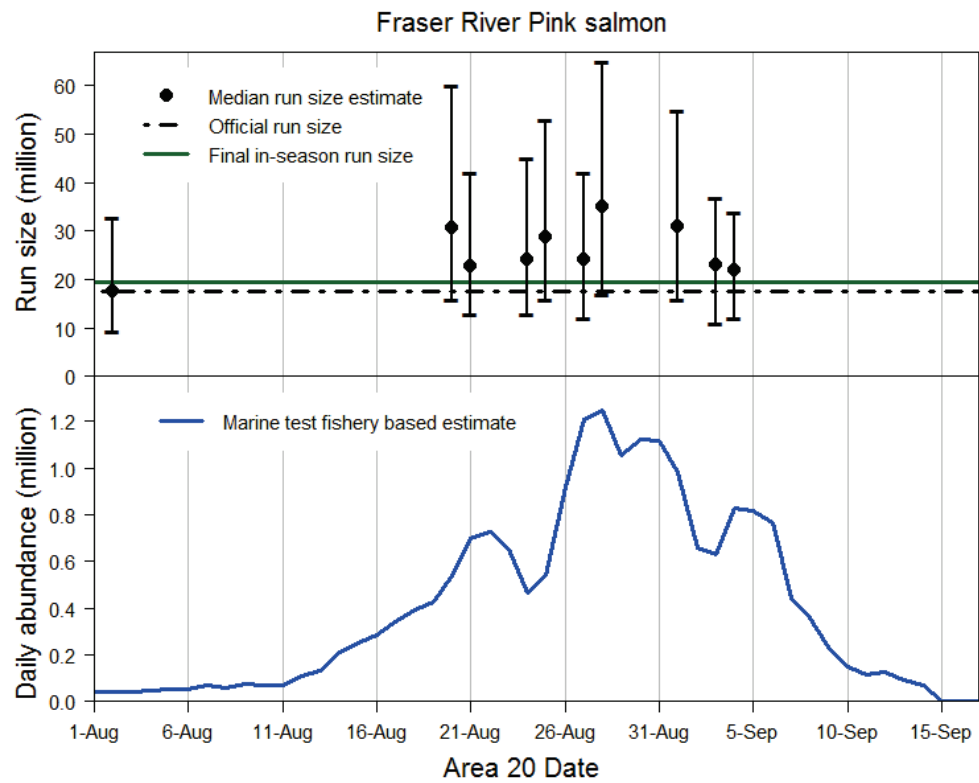 Fraser River Pink salmon
Run size (million)
60
50
40
30
20
10
0
Median run size estimate
Official run size
Final in-season run size
Daily abundance (million)
1.2
1.0
0.8
0.6
0.4
0.2
0.0
Marine test fishery based estimate
1-Aug 6-Aug 11-Aug 16-Aug 21-Aug 26-Aug 31-Aug 5-Sep 10-Sep 15-Sep
Area 20 Date